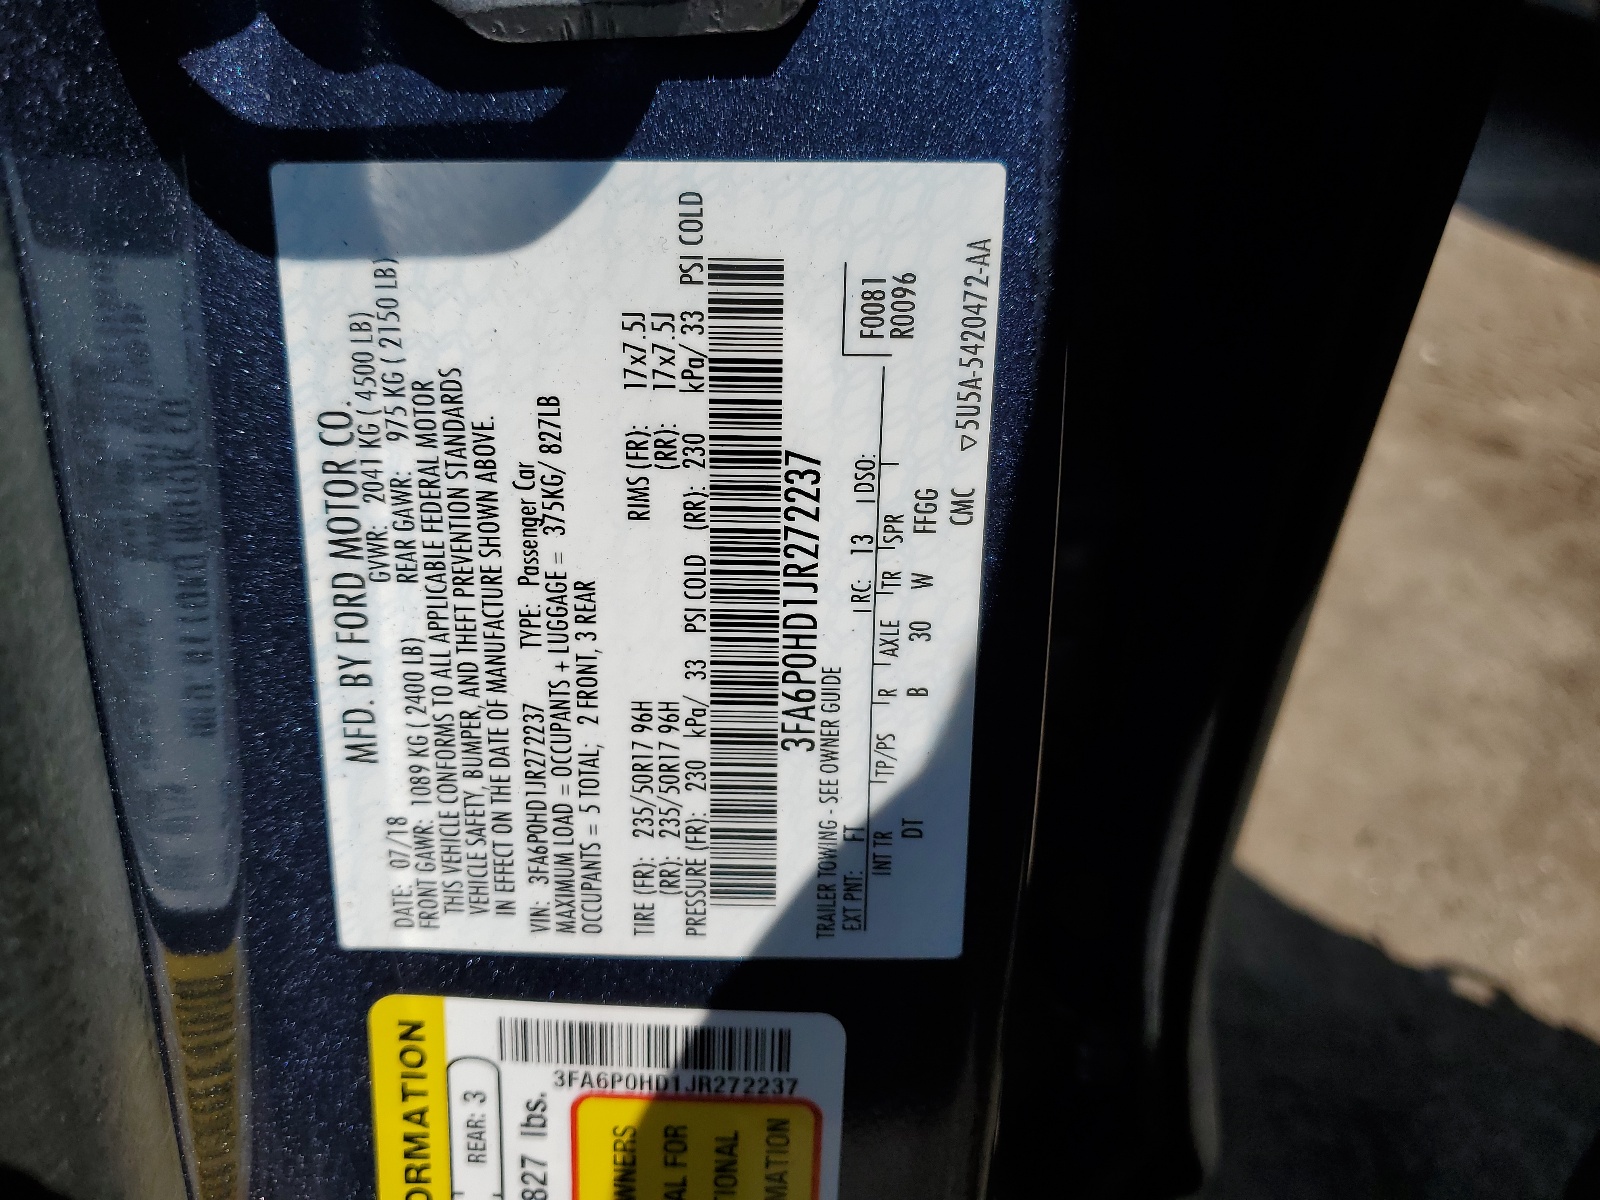 MFD. BY FORD MOTOR CO.
DATE: 07/18 GVWR: 2041 KG ( 4500 LB)
FRONT GAWR: 1089 KG ( 2400 LB) REAR GAWR: 975 KG ( 2150 LB)
THIS VEHICLE CONFORMS TO ALL APPLICABLE FEDERAL MOTOR
VEHICLE SAFETY, BUMPER, AND THEFT PREVENTION STANDARDS
IN EFFECT ON THE DATE OF MANUFACTURE SHOWN ABOVE.
VIN: 3FA6P0HD1JR272237 TYPE: Passenger Car
MAXIMUM LOAD = OCCUPANTS + LUGGAGE = 375KG/ 827LB
OCCUPANTS = 5 TOTAL; 2 FRONT, 3 REAR
TIRE (FR): 235/50R17 96H RIMS (FR): 17x7.5J
(RR): 235/50R17 96H (RR): 17x7.5J
PRESSURE (FR): 230 kPa/ 33 PSI COLD (RR): 230 kPa/ 33 PSI COLD
3FA6P0HD1JR272237
TRAILER TOWING - SEE OWNER GUIDE
EXT PNT: FT RC: 13 DSO: F0081
R0096
INT TR TP/PS R AXLE TR SPR
DT B 30 W FFGG
CMC ▽5U5A-5420472-AA
ORMATION
REAR: 3
827 lbs.
3FA6P0HD1JR272237
WNERS
AL FOR
TIONAL
MATION